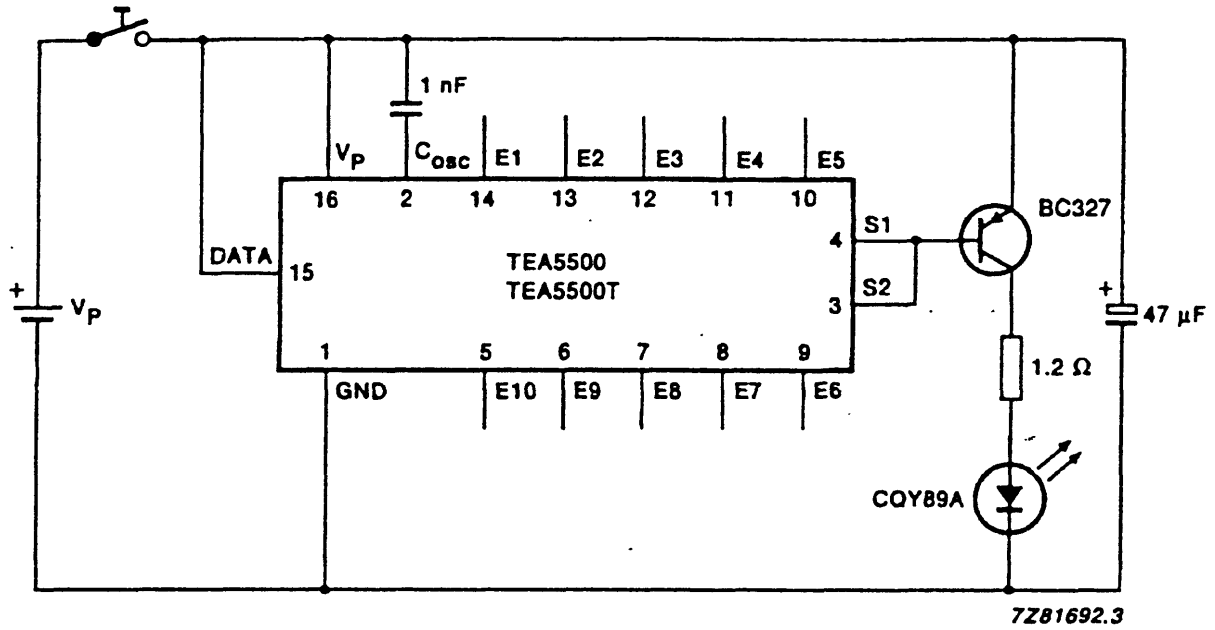 1 nF
VP
Cosc
E1
E2
E3
E4
E5
16
2
14
13
12
11
10
BC327
4
S1
DATA
15
TEA5500
TEA5500T
3
S2
+
VP
+
47 μF
1
5
6
7
8
9
1.2 Ω
GND
E10
E9
E8
E7
E6
CQY89A
7Z81692.3